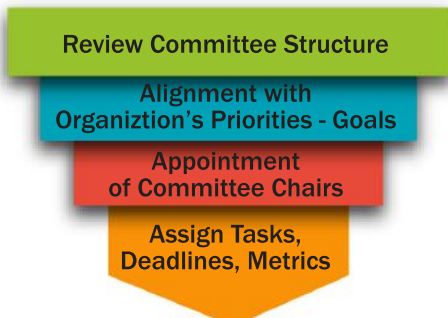 Review Committee Structure
Alignment with
Organiztion's Priorities - Goals
Appointment
of Committee Chairs
Assign Tasks,
Deadlines, Metrics